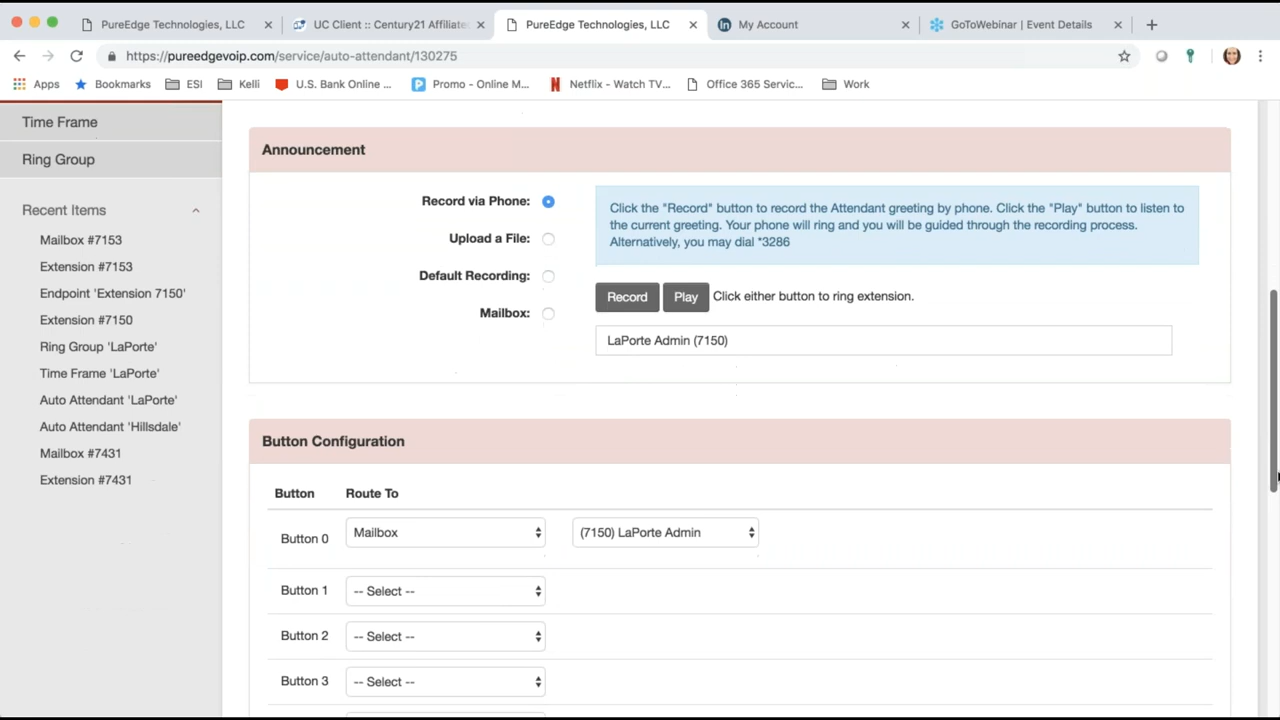 PureEdge Technologies, LLC
UC Client :: Century21 Affiliate
PureEdge Technologies, LLC
My Account
GoToWebinar | Event Details
https://pureedgevoip.com/service/auto-attendant/130275
Apps
Bookmarks
ESI
Kelli
U.S. Bank Online ...
Promo - Online M...
Netflix - Watch TV...
Office 365 Servic...
Work
Time Frame
Ring Group
Recent Items
Mailbox #7153
Extension #7153
Endpoint 'Extension 7150'
Extension #7150
Ring Group 'LaPorte'
Time Frame 'LaPorte'
Auto Attendant 'LaPorte'
Auto Attendant 'Hillsdale'
Mailbox #7431
Extension #7431
Announcement
Record via Phone:
Upload a File:
Default Recording:
Mailbox:
Click the "Record" button to record the Attendant greeting by phone. Click the "Play" button to listen to
the current greeting. Your phone will ring and you will be guided through the recording process.
Alternatively, you may dial *3286
Record Play Click either button to ring extension.
LaPorte Admin (7150)
Button Configuration
Button Route To
Button 0 Mailbox (7150) LaPorte Admin
Button 1 -- Select --
Button 2 -- Select --
Button 3 -- Select --